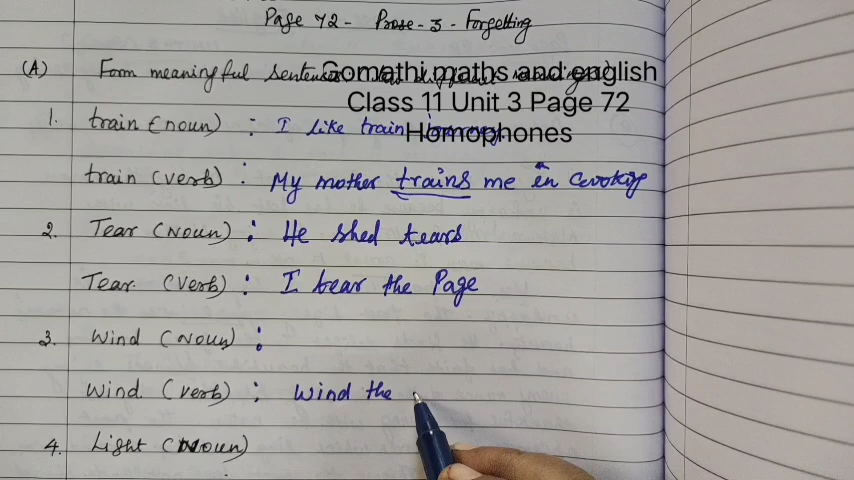 Page 72 - Prose - 3 - Forgetting
Gomathi maths and english
Class 11 Unit 3 Page 72
Homophones
(A) Form meaningful sentences
1. train (noun) : I like train
train (verb) : My mother trains me in
2. Tear (Noun) : He shed tears
Tear (Verb) : I tear the Page
3. Wind (Noun) :
Wind (verb) : Wind the
4. Light (Noun)